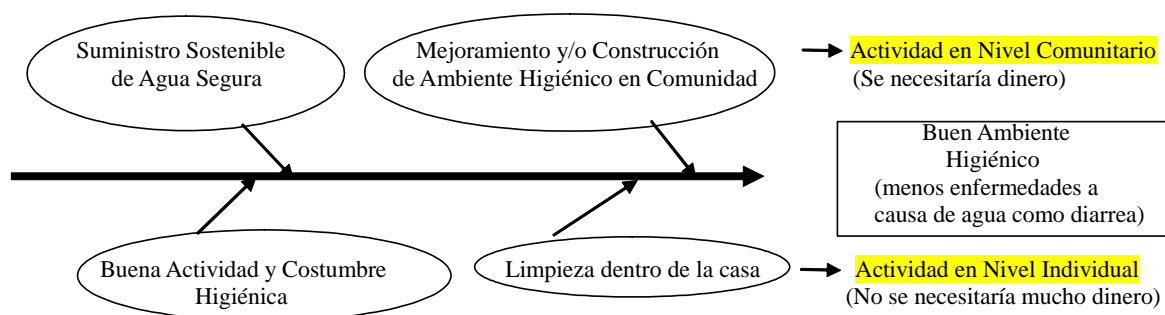 Suministro Sostenible
de Agua Segura
Mejoramiento y/o Construcción
de Ambiente Higiénico en Comunidad
Actividad en Nivel Comunitario
(Se necesitaría dinero)
Buen Ambiente
Higiénico
(menos enfermedades a
causa de agua como diarrea)
Buena Actividad y Costumbre
Higiénica
Limpieza dentro de la casa
Actividad en Nivel Individual
(No se necesitaría mucho dinero)